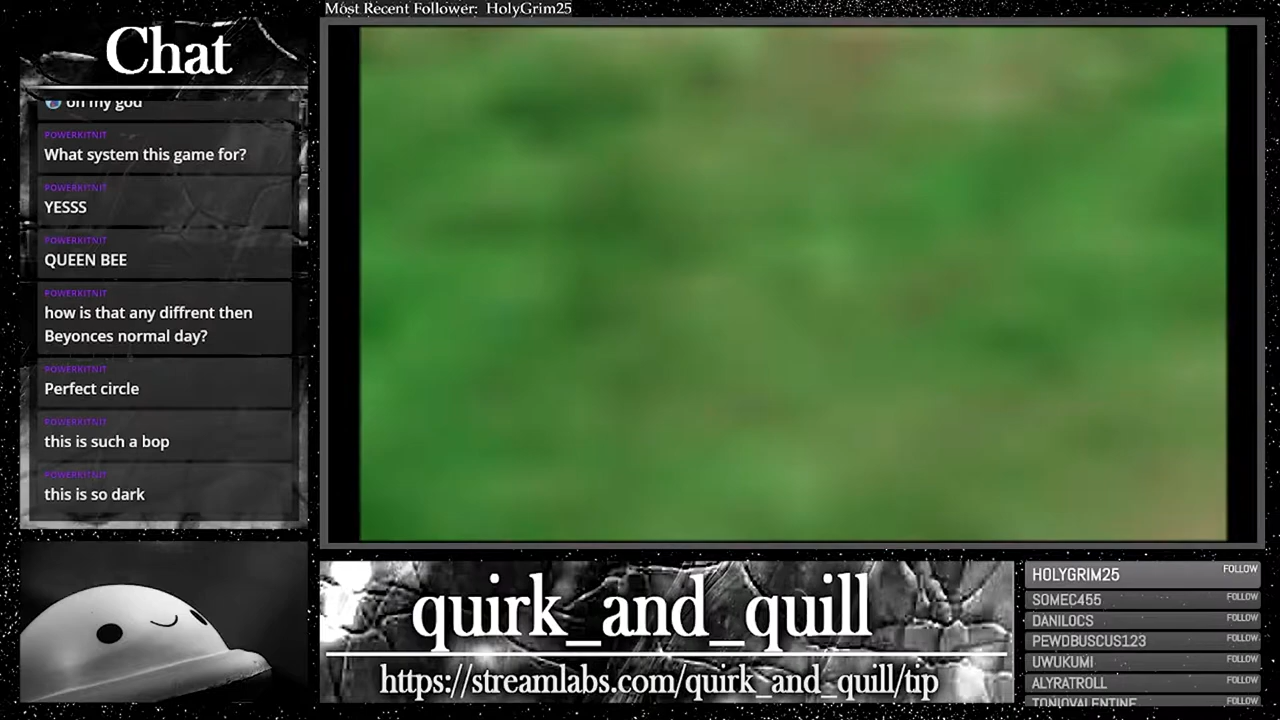 Most Recent Follower: HolyGrim25
Chat
oh my god
POWERKITNIT
What system this game for?
POWERKITNIT
YESSS
POWERKITNIT
QUEEN BEE
POWERKITNIT
how is that any diffrent then
Beyonces normal day?
POWERKITNIT
Perfect circle
POWERKITNIT
this is such a bop
POWERKITNIT
this is so dark
quirk_and_quill
https://streamlabs.com/quirk_and_quill/tip
HOLYGRIM25 FOLLOW
SOMEC455 FOLLOW
DANILOCS FOLLOW
PEWDBUSCUS123 FOLLOW
UWUKUMI FOLLOW
ALYRATROLL FOLLOW
TONIOVALENTINE FOLLOW